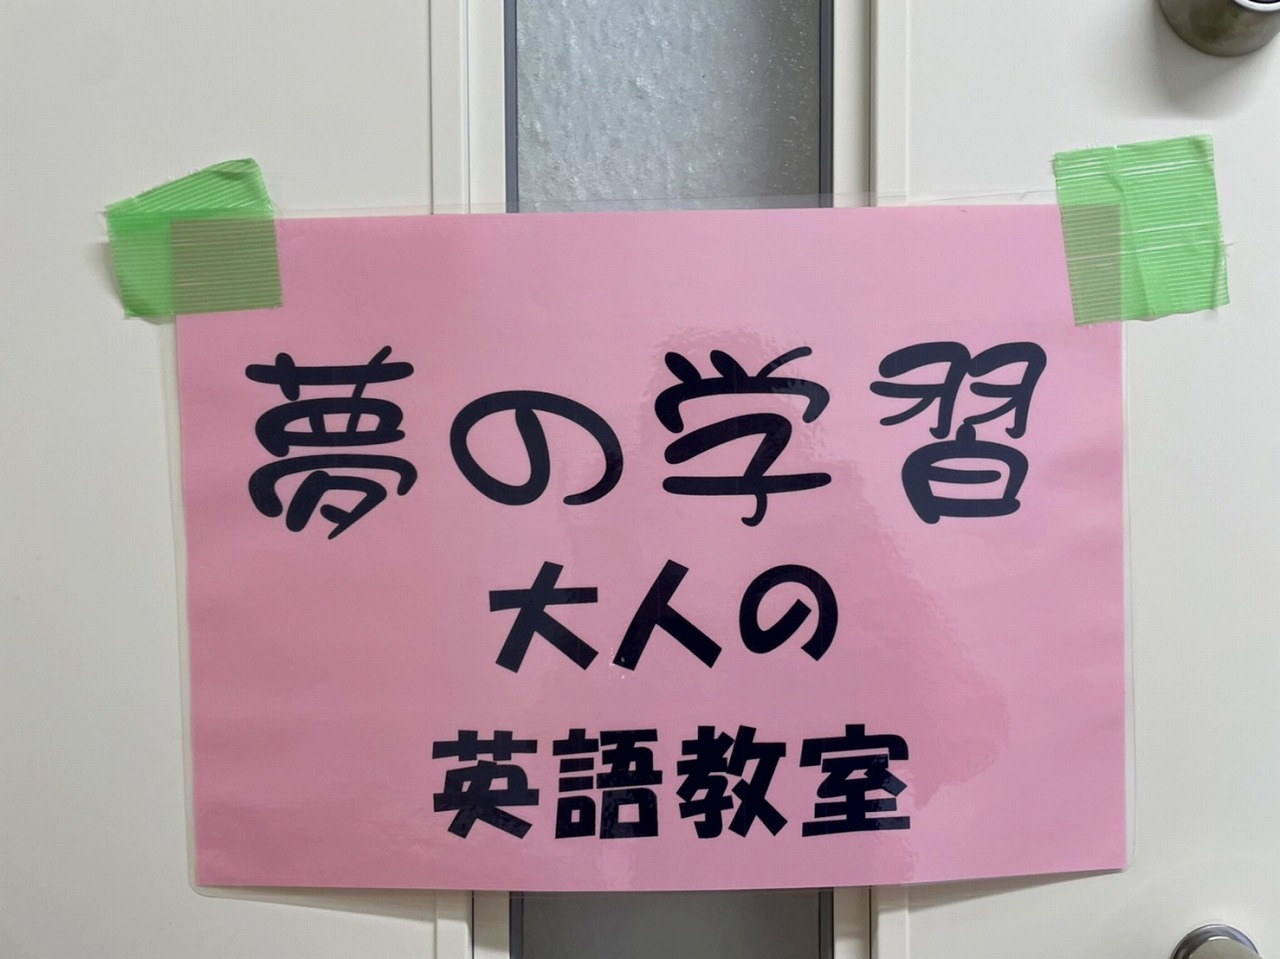 夢の学習
大人の
英語教室